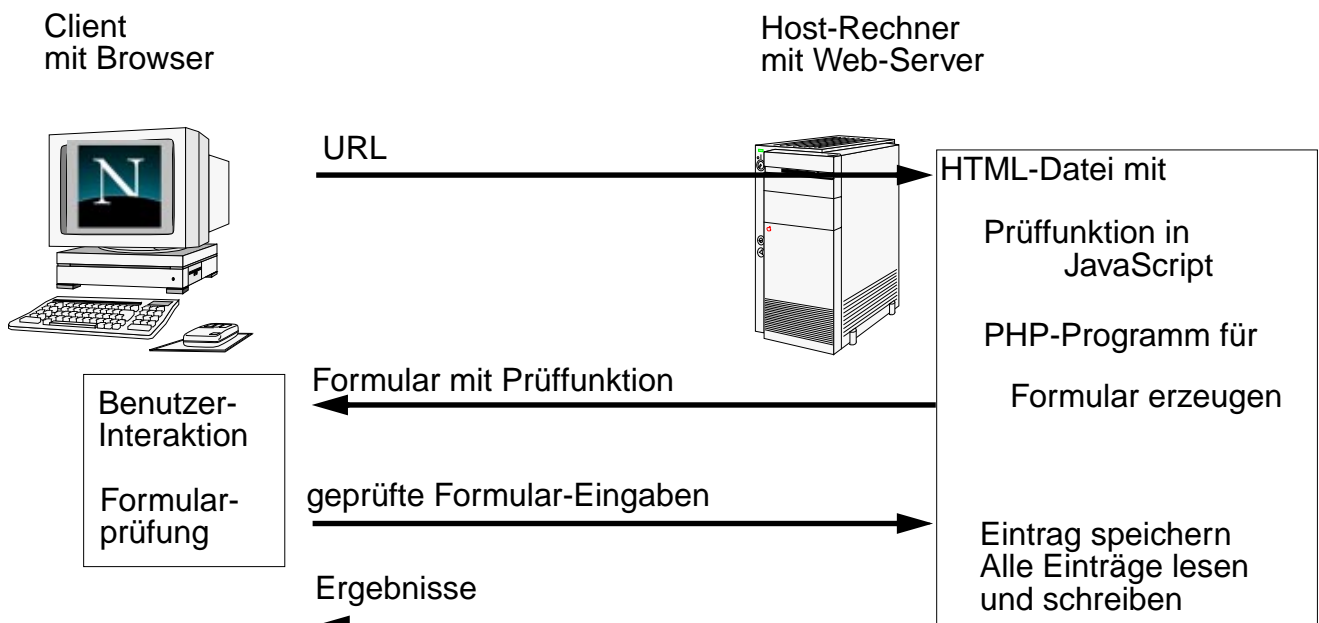 Client
mit Browser
Host-Rechner
mit Web-Server
URL
N
HTML-Datei mit
Prüffunktion in
JavaScript
PHP-Programm für
Formular erzeugen
Formular mit Prüffunktion
Benutzer-
Interaktion
Formular-
prüfung
geprüfte Formular-Eingaben
Eintrag speichern
Alle Einträge lesen
und schreiben
Ergebnisse